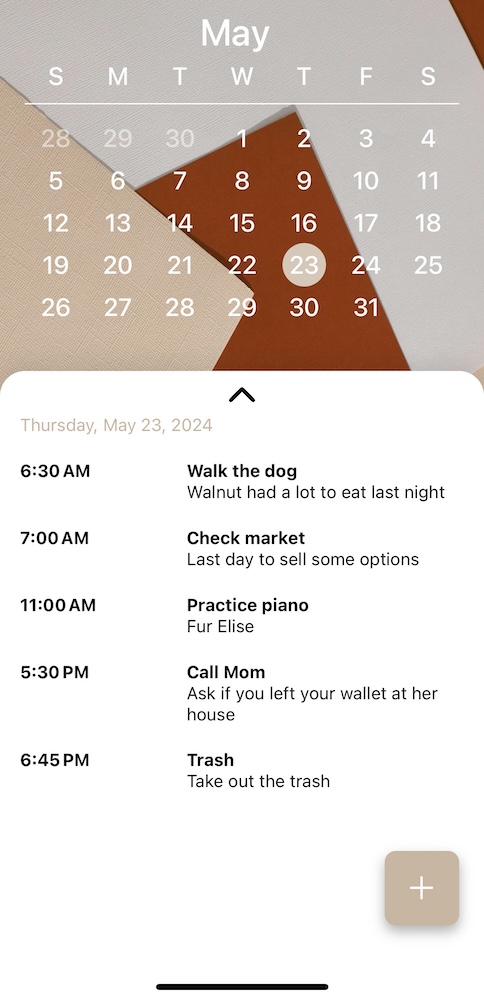 May
S M T W T F S
28 29 30 1 2 3 4
5 6 7 8 9 10 11
12 13 14 15 16 17 18
19 20 21 22 23 24 25
26 27 28 29 30 31
Thursday, May 23, 2024
6:30 AM Walk the dog
Walnut had a lot to eat last night
7:00 AM Check market
Last day to sell some options
11:00 AM Practice piano
Fur Elise
5:30 PM Call Mom
Ask if you left your wallet at her
house
6:45 PM Trash
Take out the trash
+